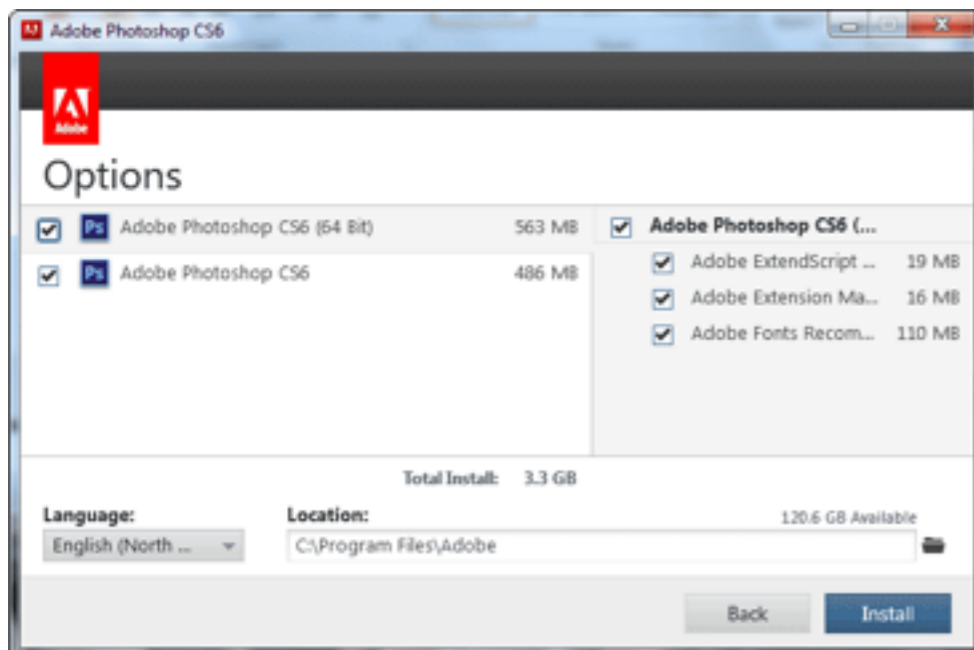 Adobe Photoshop CS6
Adobe
Options
Ps Adobe Photoshop CS6 (64 Bit) 563 MB
Ps Adobe Photoshop CS6 486 MB
Adobe Photoshop CS6 (...
Adobe ExtendScript ... 19 MB
Adobe Extension Ma... 16 MB
Adobe Fonts Recom... 110 MB
Total Install: 3.3 GB
Language:
English (North ...
Location:
120.6 GB Available
C:\Program Files\Adobe
Back
Install